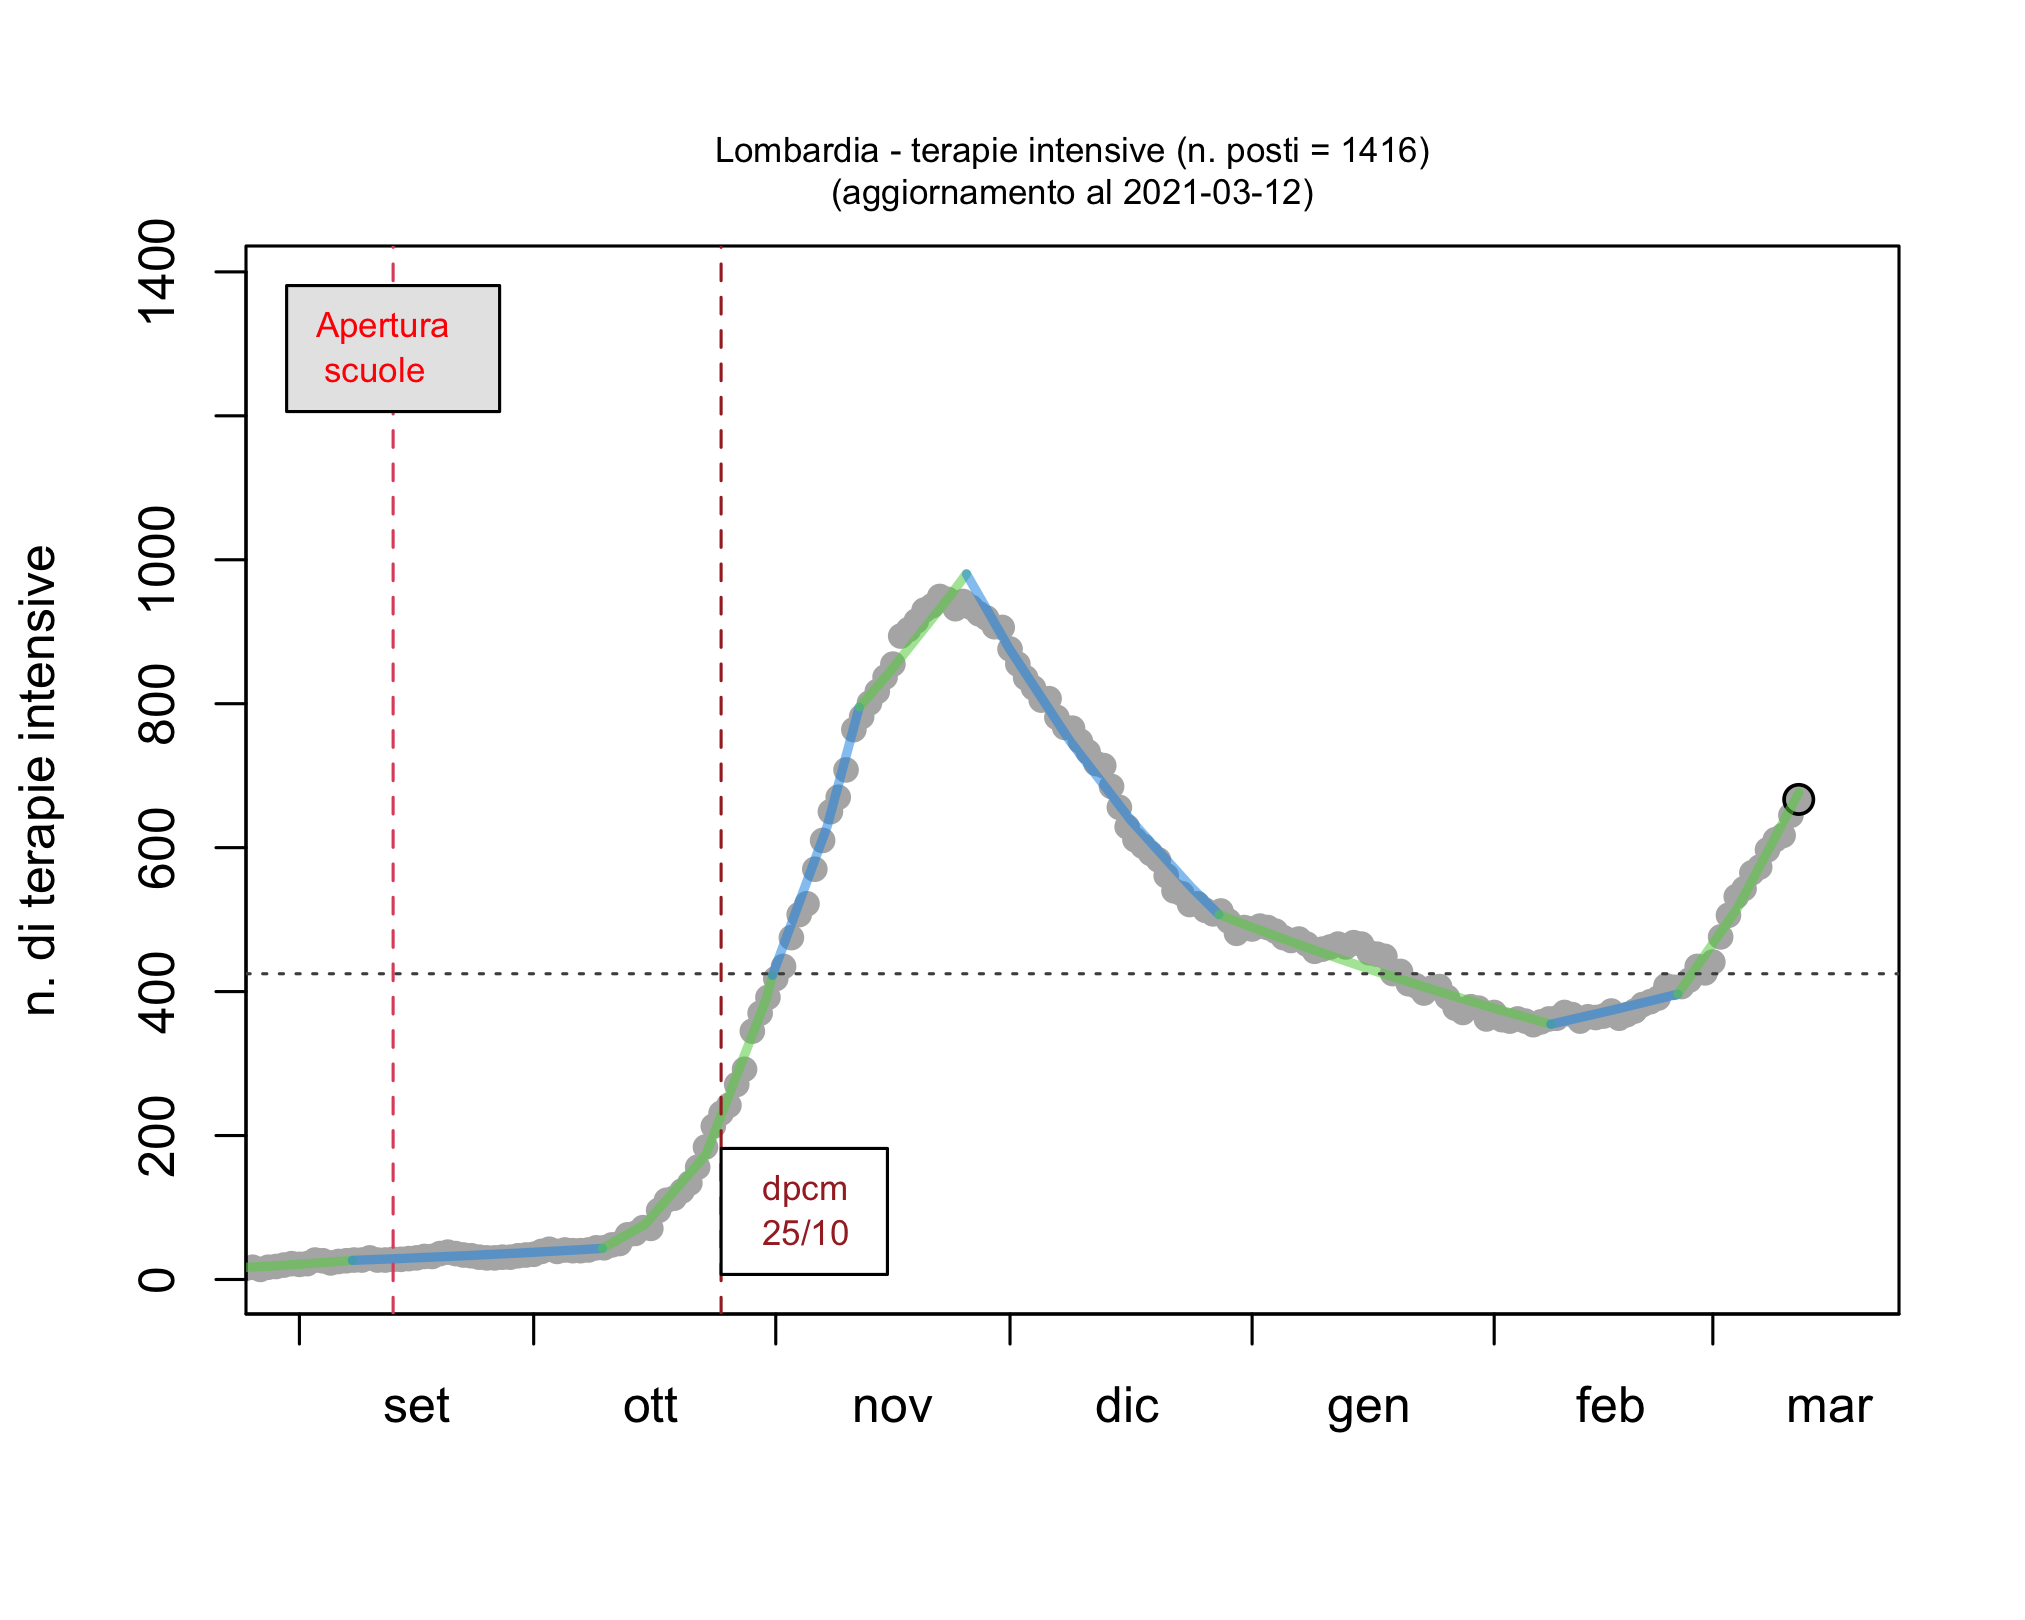 Lombardia - terapie intensive (n. posti = 1416)
(aggiornamento al 2021-03-12)
n. di terapie intensive
1400
1000
800
600
400
200
0
Apertura
scuole
dpcm
25/10
set ott nov dic gen feb mar